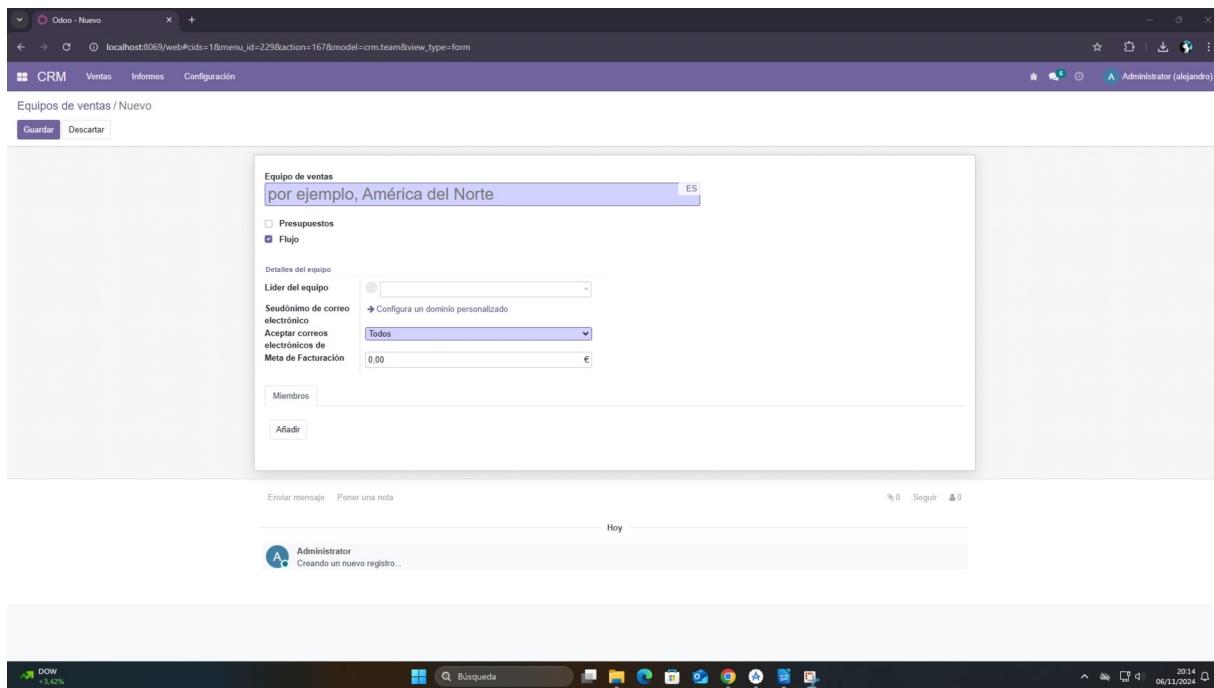 Odoo - Nuevo
localhost:8069/web#cids=1&menu_id=229&action=167&model=crm.team&view_type=form
CRM Ventas Informes Configuración 6 A Administrator (alejandro)
Equipos de ventas / Nuevo
Guardar Descartar
Equipo de ventas
por ejemplo, América del Norte ES
Presupuestos
Flujo
Detalles del equipo
Líder del equipo
Seudónimo de correo electrónico
Configura un dominio personalizado
Aceptar correos electrónicos de
Todos
Meta de Facturación
0,00 €
Miembros
Añadir
Enviar mensaje Poner una nota 0 Seguir 0
Hoy
A Administrator
Creando un nuevo registro...
DOW
+3,42%
Búsqueda
20:14
06/11/2024